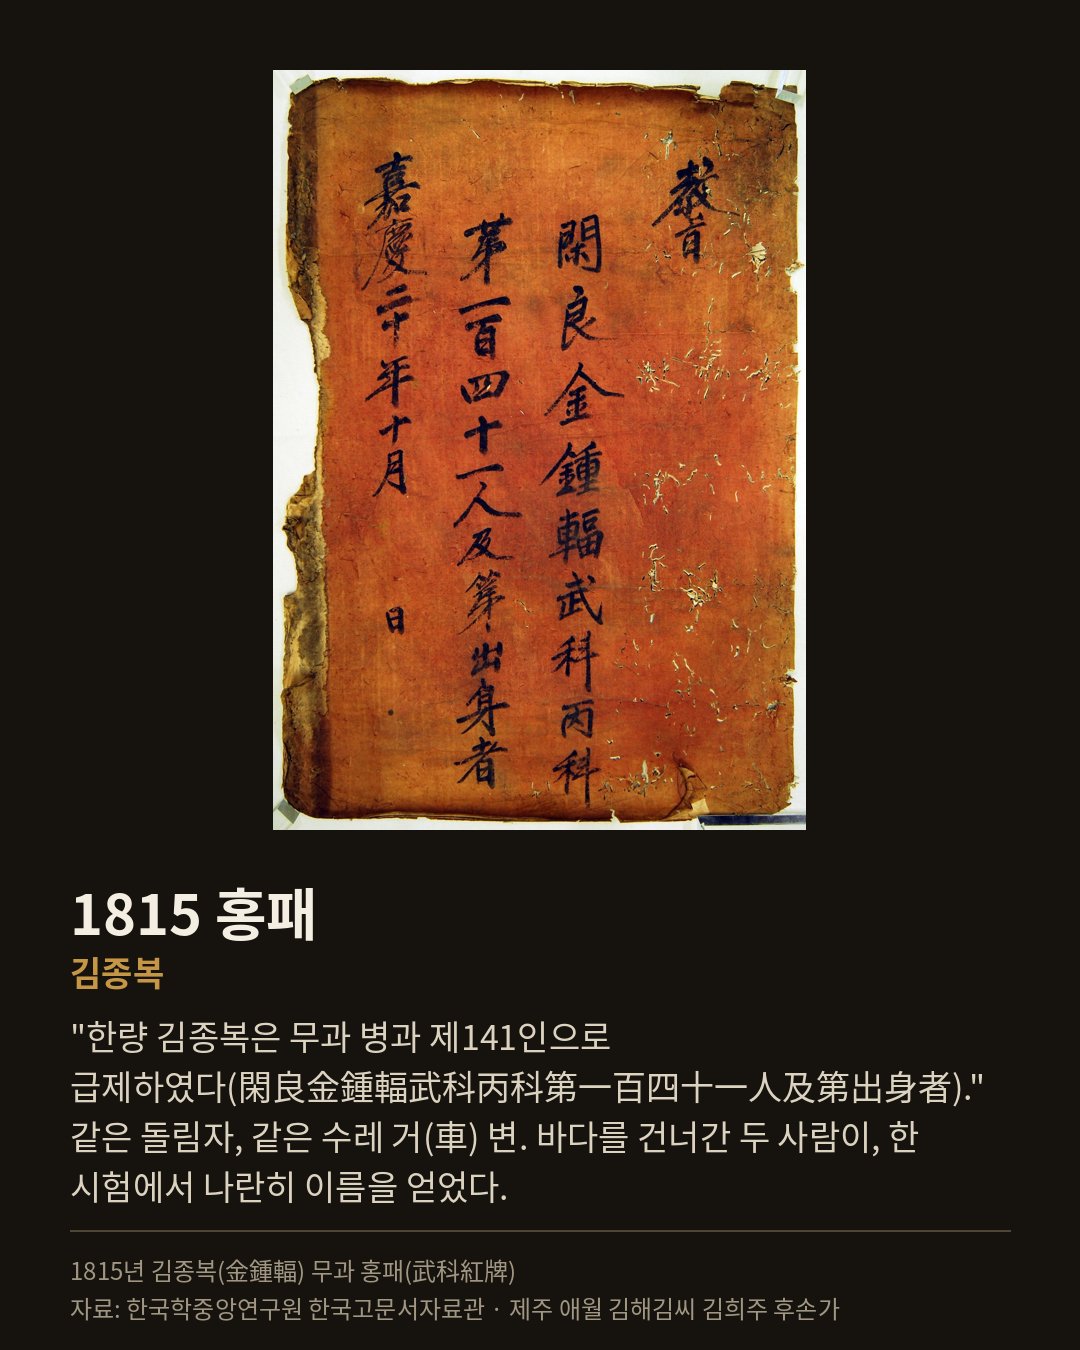 教旨
閑良金鍾輻武科丙科
苐一百四十一人及第出身者
嘉慶二十年十月 日
1815 홍패
김종복
"한량 김종복은 무과 병과 제141인으로
급제하였다(閑良金鍾輻武科丙科第一百四十一人及第出身者)."
같은 돌림자, 같은 수레 거(車) 변. 바다를 건너간 두 사람이, 한
시험에서 나란히 이름을 얻었다.
1815년 김종복(金鍾輻) 무과 홍패(武科紅牌)
자료: 한국학중앙연구원 한국고문서자료관 · 제주 애월 김해김씨 김희주 후손가